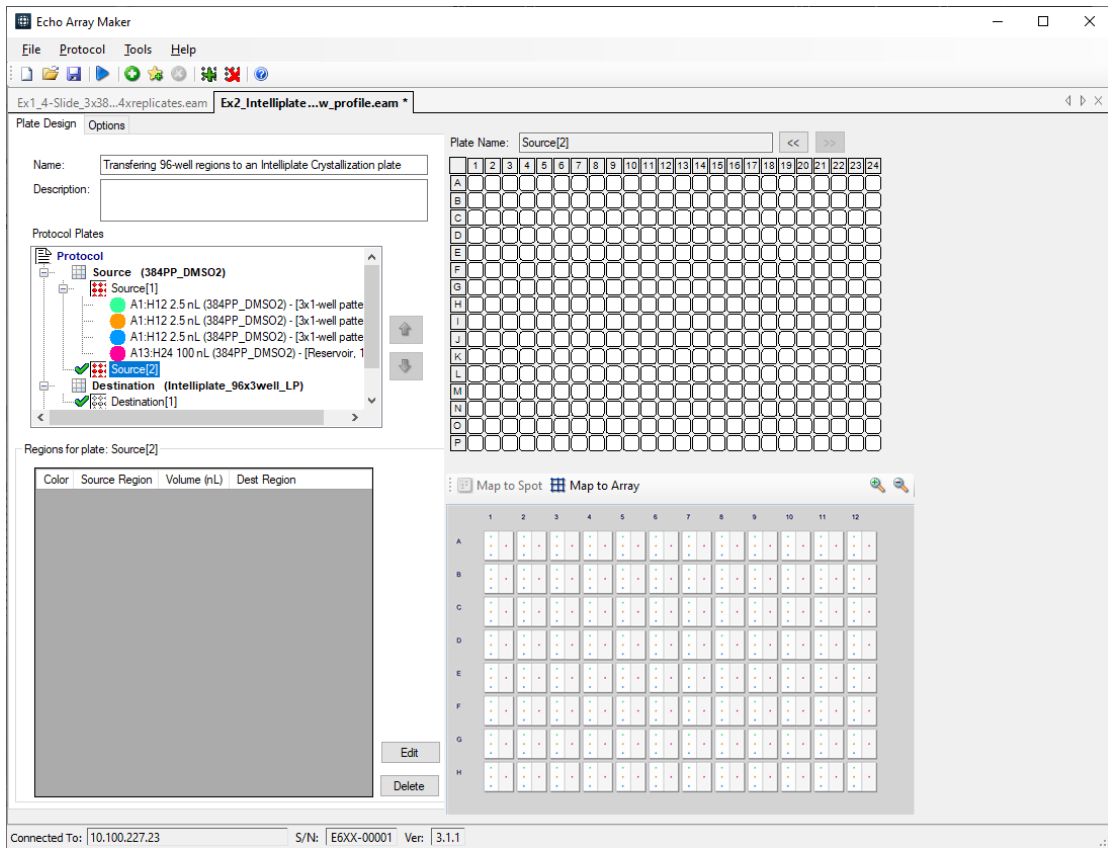 Echo Array Maker
File Protocol Tools Help
Ex1_4-Slide_3x38...4xreplicates.eam Ex2_Intelliplate...w_profile.eam *
Plate Design Options
Name: Transfering 96-well regions to an Intelliplate Crystallization plate
Description:
Protocol Plates
Protocol
Source (384PP_DMSO2)
Source[1]
A1:H12 2.5 nL (384PP_DMSO2) - [3x1-well patte
A1:H12 2.5 nL (384PP_DMSO2) - [3x1-well patte
A1:H12 2.5 nL (384PP_DMSO2) - [3x1-well patte
A13:H24 100 nL (384PP_DMSO2) - [Reservoir, 1
Source[2]
Destination (Intelliplate_96x3well_LP)
Destination[1]
Regions for plate: Source[2]
Color Source Region Volume (nL) Dest Region
Edit
Delete
Plate Name: Source[2] << >>
1 2 3 4 5 6 7 8 9 10 11 12 13 14 15 16 17 18 19 20 21 22 23 24
A
B
C
D
E
F
G
H
I
J
K
L
M
N
O
P
Map to Spot Map to Array
1 2 3 4 5 6 7 8 9 10 11 12
A
B
C
D
E
F
G
H
Connected To: 10.100.227.23 S/N: E6XX-00001 Ver: 3.1.1